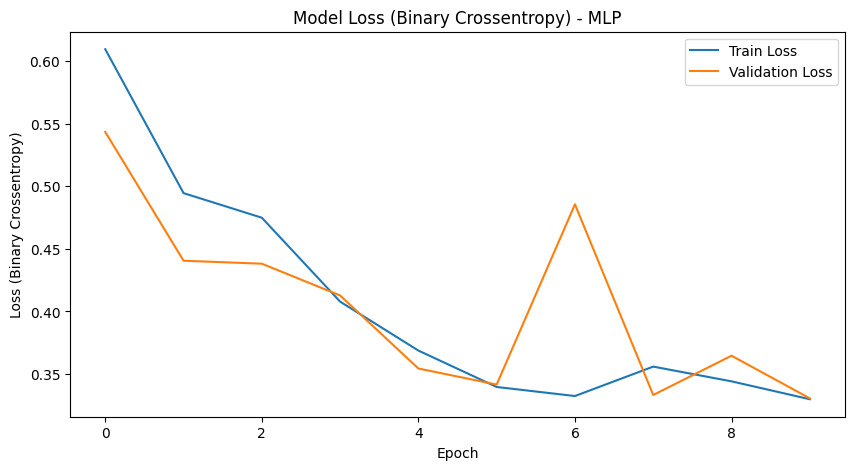 Model Loss (Binary Crossentropy) - MLP
Train Loss
Validation Loss
Loss (Binary Crossentropy)
0.60
0.55
0.50
0.45
0.40
0.35
0
2
4
6
8
Epoch